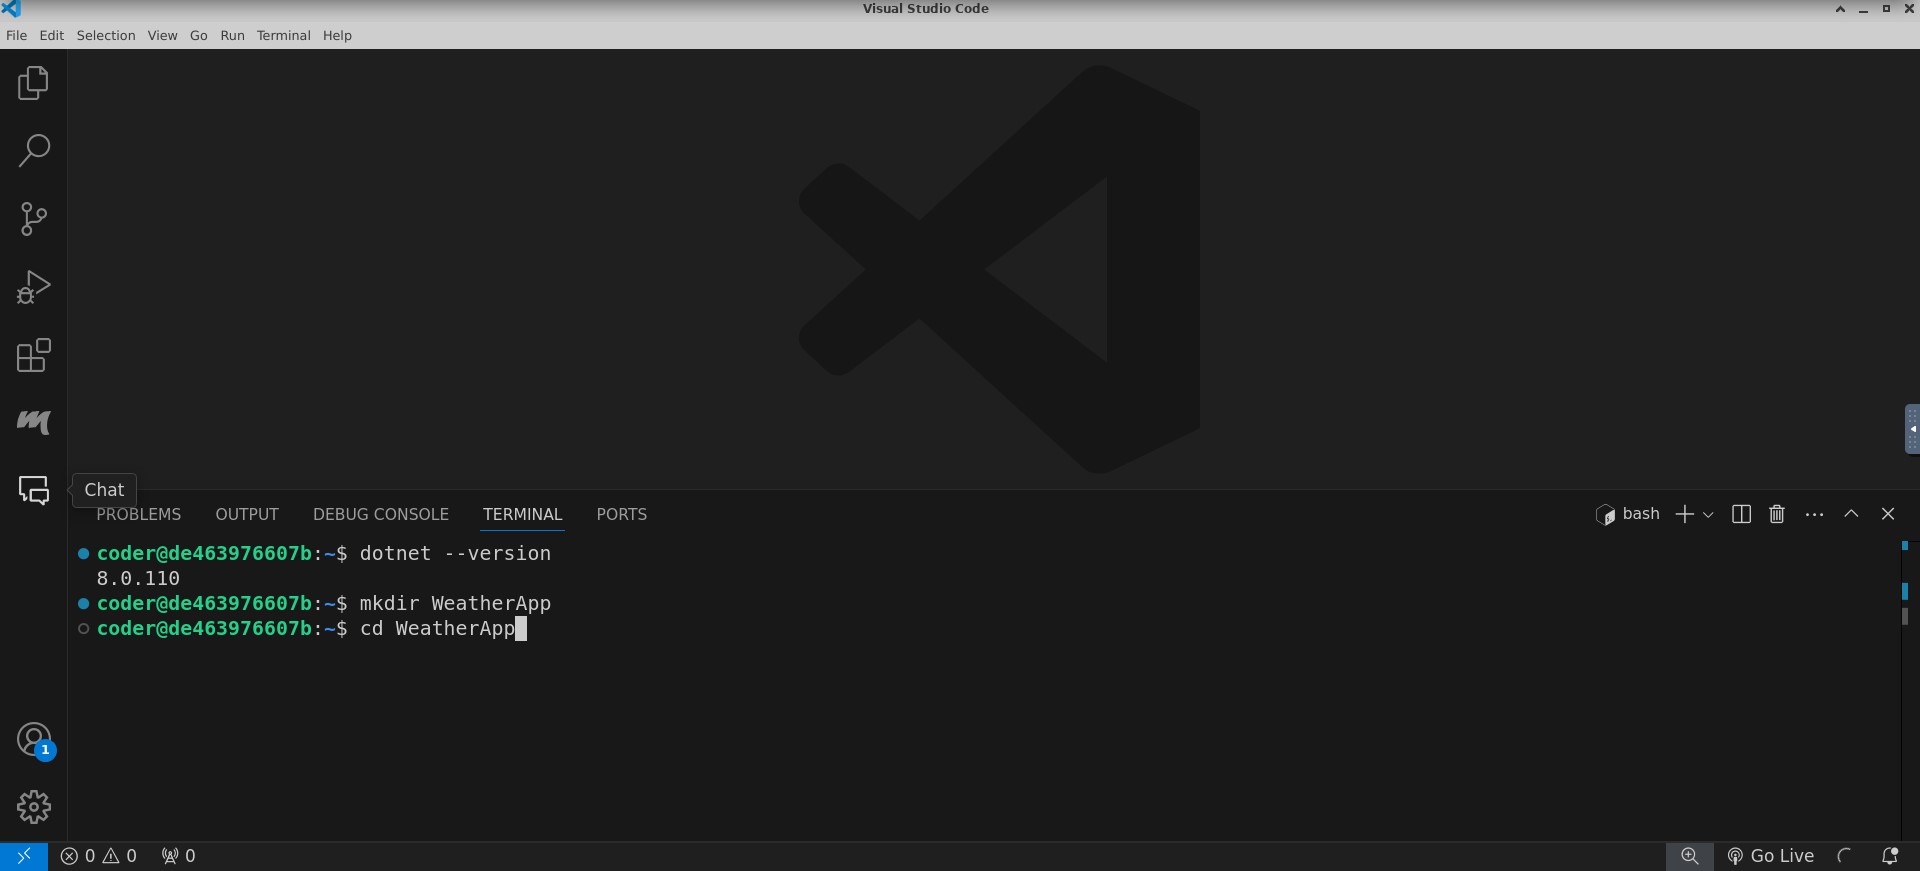 Visual Studio Code
File Edit Selection View Go Run Terminal Help
Chat
PROBLEMS OUTPUT DEBUG CONSOLE TERMINAL PORTS bash
coder@de463976607b:~$ dotnet --version
8.0.110
coder@de463976607b:~$ mkdir WeatherApp
coder@de463976607b:~$ cd WeatherApp
1
0 0 0 Go Live